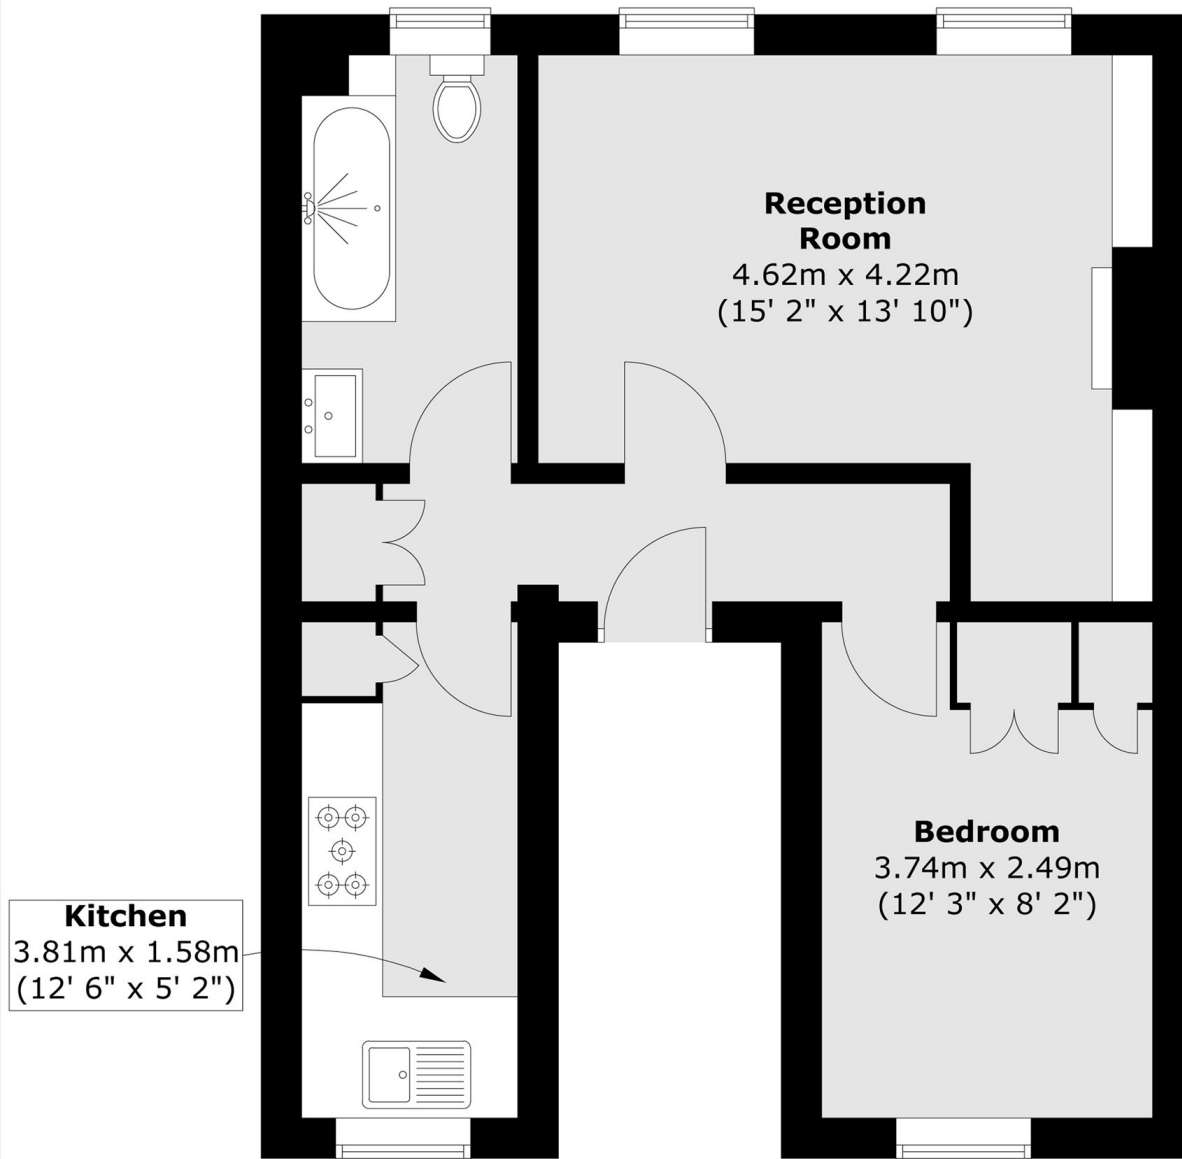 Reception
Room
4.62m x 4.22m
(15' 2" x 13' 10")
Bedroom
3.74m x 2.49m
(12' 3" x 8' 2")
Kitchen
3.81m x 1.58m
(12' 6" x 5' 2")